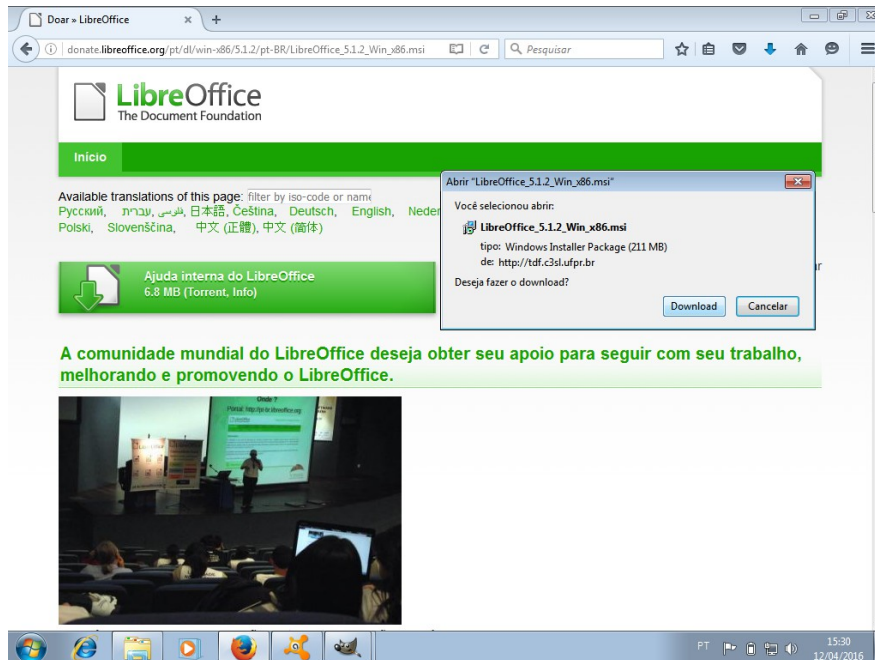 Doar » LibreOffice
donate.libreoffice.org/pt/dl/win-x86/5.1.2/pt-BR/LibreOffice_5.1.2_Win_x86.msi
Pesquisar
LibreOffice
The Document Foundation
Início
Available translations of this page: filter by iso-code or name
Русский, עברית, فارسی, 日本語, Čeština, Deutsch, English, Neder
Polski, Slovenščina, 中文 (正體), 中文 (简体)
Ajuda interna do LibreOffice
6.8 MB (Torrent, Info)
Abrir "LibreOffice_5.1.2_Win_x86.msi"
Você selecionou abrir:
LibreOffice_5.1.2_Win_x86.msi
tipo: Windows Installer Package (211 MB)
de: http://tdf.c3sl.ufpr.br
Deseja fazer o download?
Download
Cancelar
A comunidade mundial do LibreOffice deseja obter seu apoio para seguir com seu trabalho,
melhorando e promovendo o LibreOffice.
Onde ?
PT
15:30
12/04/2016